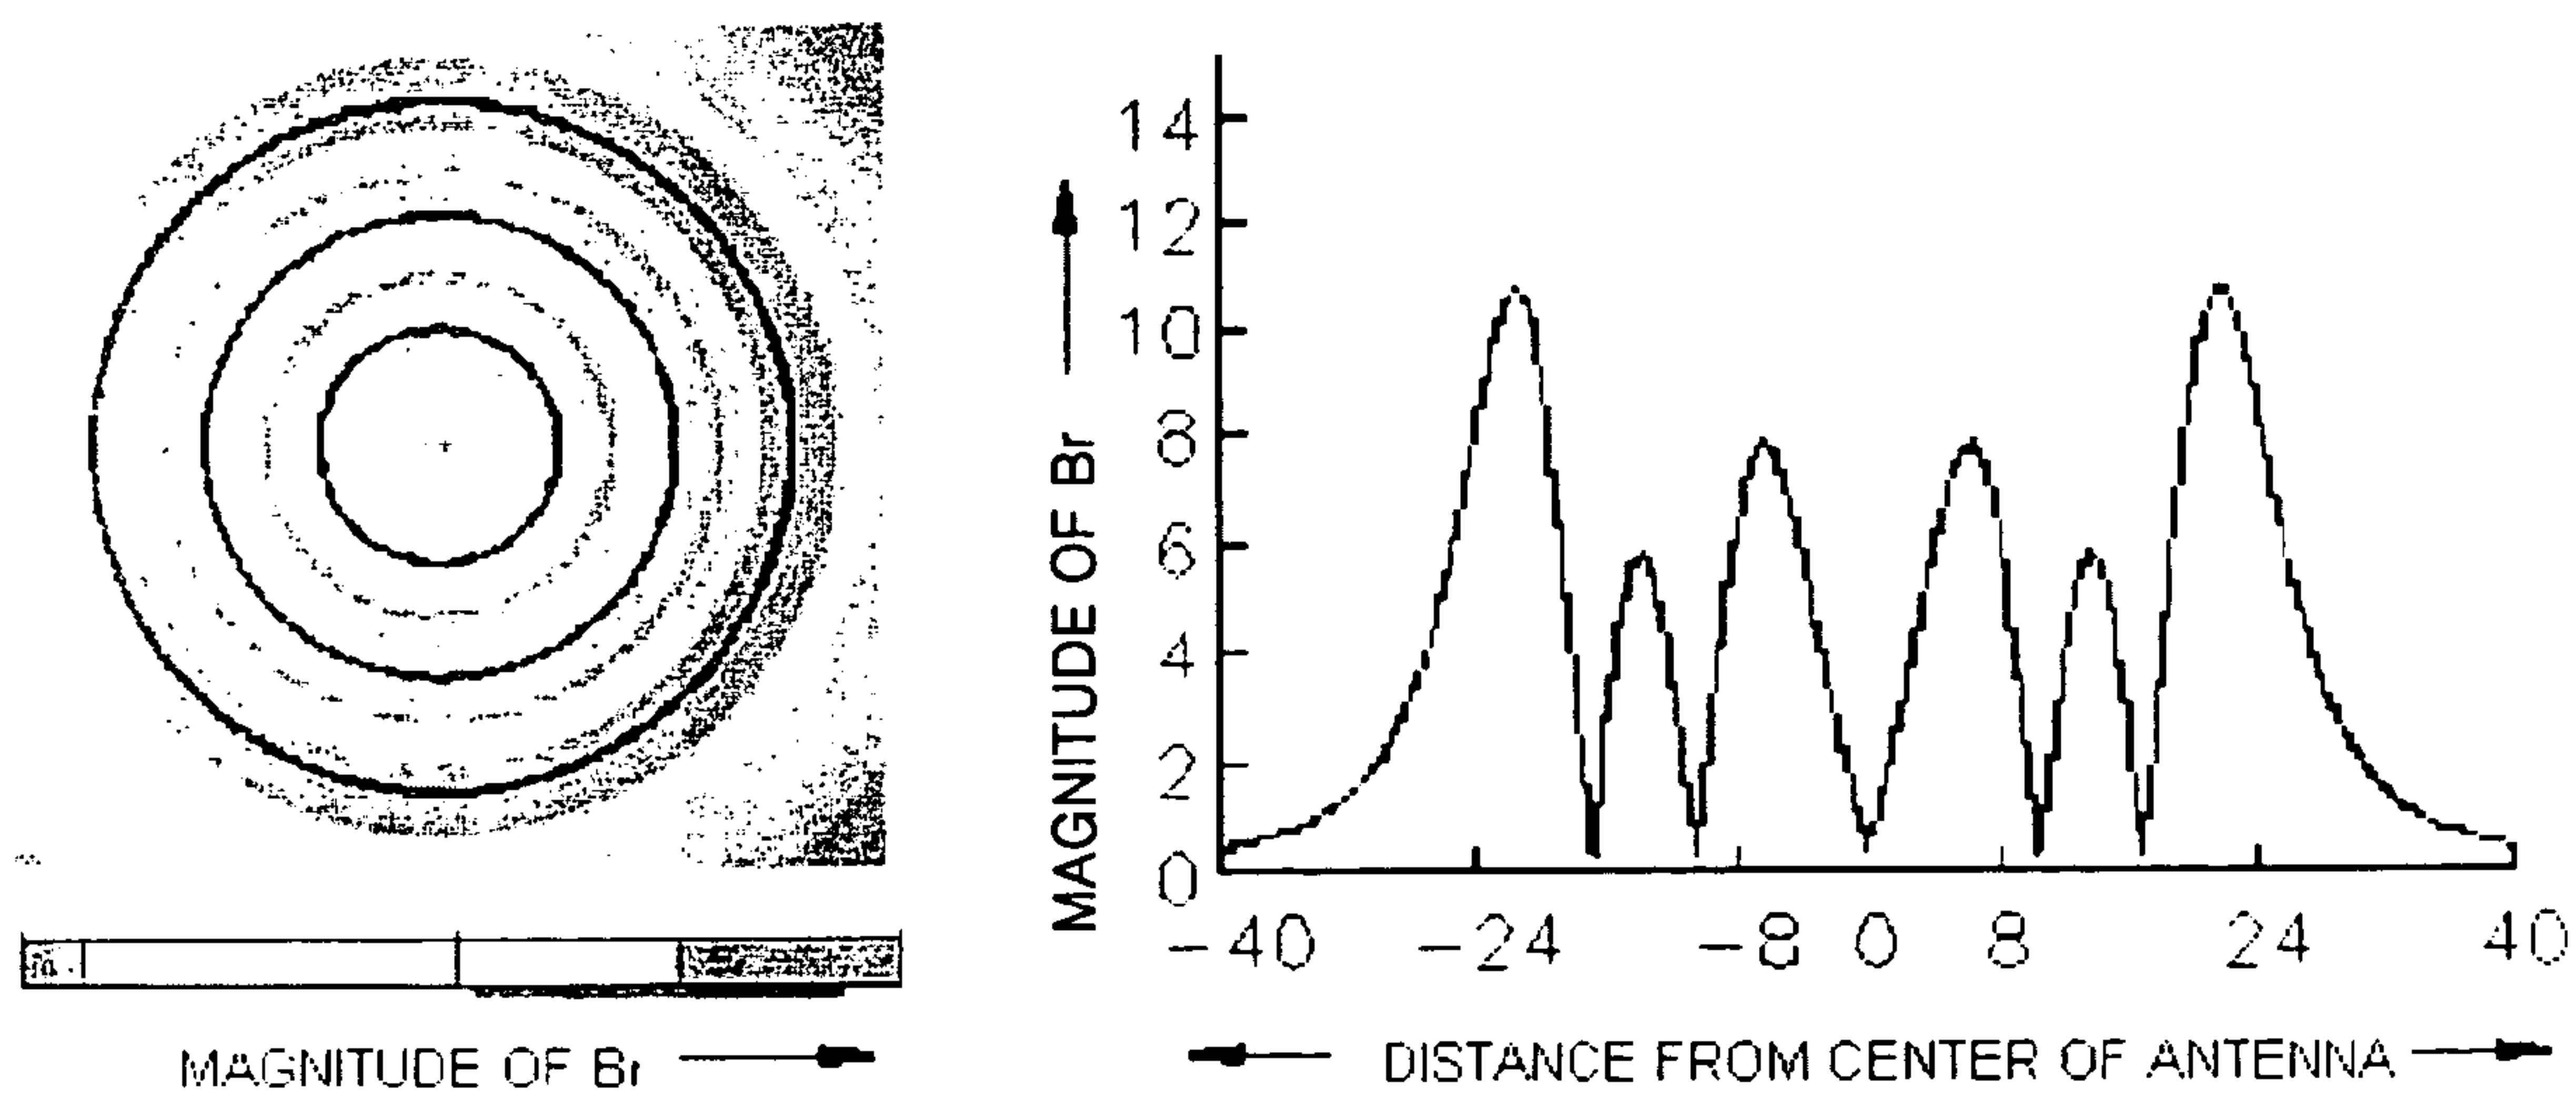 MAGNITUDE OF Br
MAGNITUDE OF Br
14
12
10
8
6
4
2
0
-40 -24 -8 0 8 24 40
DISTANCE FROM CENTER OF ANTENNA